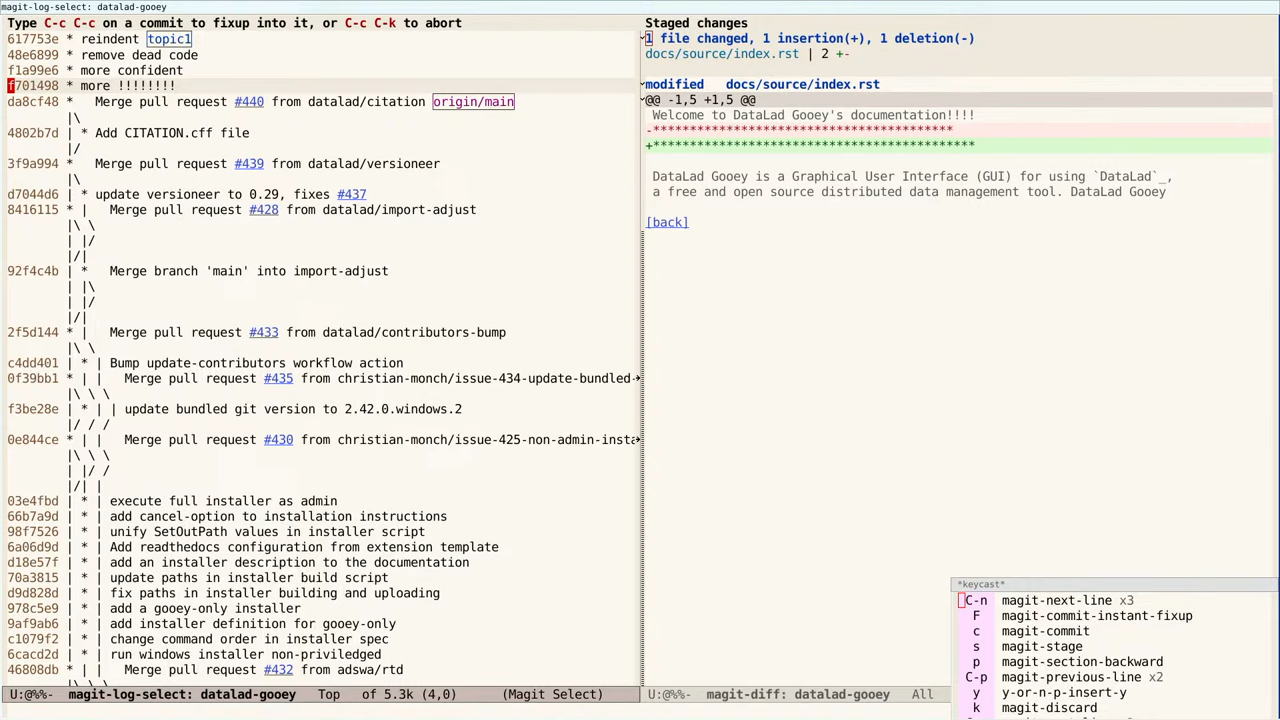 magit-log-select: datalad-gooey
Type C-c C-c on a commit to fixup into it, or C-c C-k to abort
617753e * reindent topic1
48e6899 * remove dead code
f1a99e6 * more confident
f701498 * more !!!!!!!!
da8cf48 *   Merge pull request #440 from datalad/citation origin/main
|\
4802b7d | * Add CITATION.cff file
|/
3f9a994 *   Merge pull request #439 from datalad/versioneer
|\
d7044d6 | * update versioneer to 0.29, fixes #437
8416115 * |   Merge pull request #428 from datalad/import-adjust
|\ \
| |/
|/|
92f4c4b | *   Merge branch 'main' into import-adjust
| |\
| |/
|/|
2f5d144 * |   Merge pull request #433 from datalad/contributors-bump
|\ \
c4dd401 | * | Bump update-contributors workflow action
0f39bb1 * | |   Merge pull request #435 from christian-monch/issue-434-update-bundled-
|\ \ \
f3be28e | * | | update bundled git version to 2.42.0.windows.2
|/ / /
0e844ce * | |   Merge pull request #430 from christian-monch/issue-425-non-admin-insta
|\ \ \
| |/ /
|/| |
03e4fbd | * | execute full installer as admin
66b7a9d | * | add cancel-option to installation instructions
98f7526 | * | unify SetOutPath values in installer script
6a06d9d | * | Add readthedocs configuration from extension template
d18e57f | * | add an installer description to the documentation
70a3815 | * | update paths in installer build script
d9d828d | * | fix paths in installer building and uploading
978c5e9 | * | add a gooey-only installer
9af9ab6 | * | add installer definition for gooey-only
c1079f2 | * | change command order in installer spec
6cacd2d | * | run windows installer non-priviledged
46808db * | |   Merge pull request #432 from adswa/rtd
U:@%%-  magit-log-select: datalad-gooey   Top   of 5.3k (4,0)      (Magit Select)
Staged changes
1 file changed, 1 insertion(+), 1 deletion(-)
docs/source/index.rst | 2 +-
modified   docs/source/index.rst
@@ -1,5 +1,5 @@
Welcome to DataLad Gooey's documentation!!!!
-*****************************************
+********************************************
DataLad Gooey is a Graphical User Interface (GUI) for using `DataLad`_,
a free and open source distributed data management tool. DataLad Gooey
[back]
U:@%%-  magit-diff: datalad-gooey   All
*keycast*
C-n  magit-next-line x3
F  magit-commit-instant-fixup
c  magit-commit
s  magit-stage
p  magit-section-backward
C-p  magit-previous-line x2
y  y-or-n-p-insert-y
k  magit-discard